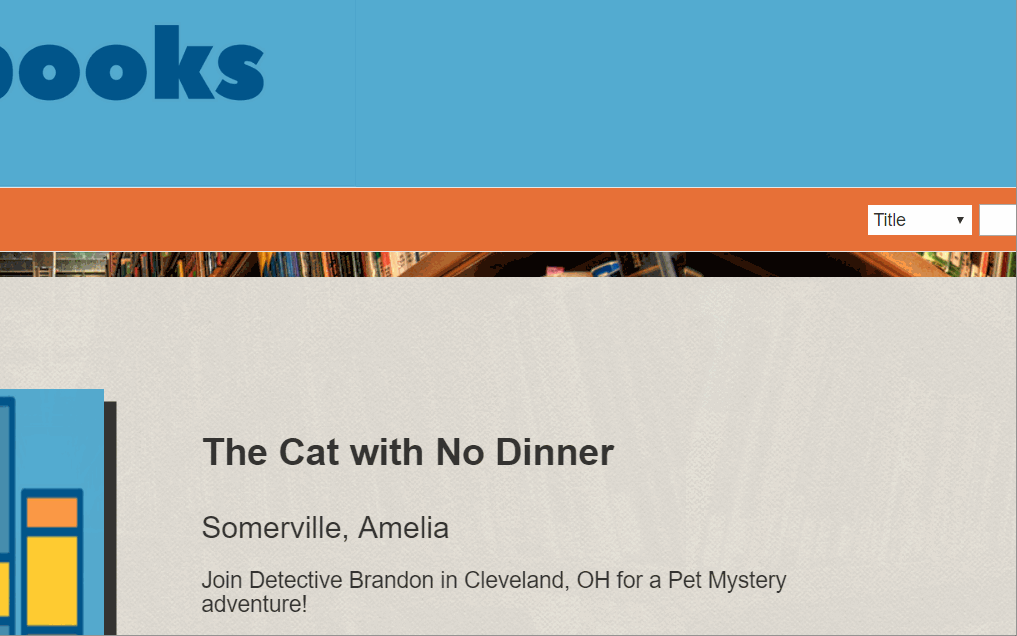 ooks
Title
The Cat with No Dinner
Somerville, Amelia
Join Detective Brandon in Cleveland, OH for a Pet Mystery
adventure!